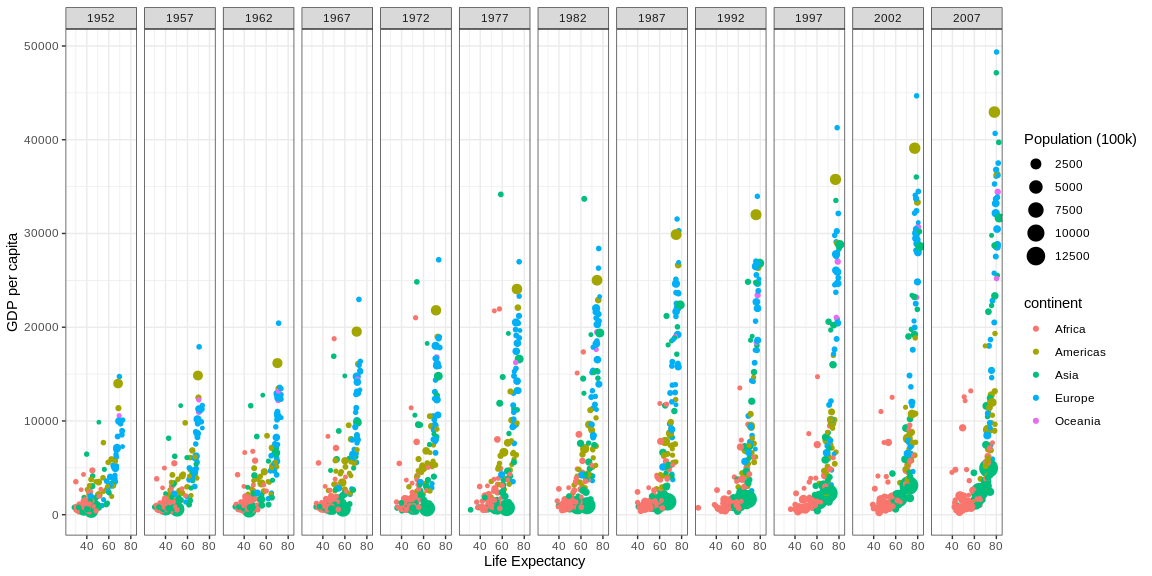 1952 1957 1962 1967 1972 1977 1982 1987 1992 1997 2002 2007
50000
40000
30000
20000
10000
0
GDP per capita
40 60 80 40 60 80 40 60 80 40 60 80 40 60 80 40 60 80 40 60 80 40 60 80 40 60 80 40 60 80 40 60 80 40 60 80
Life Expectancy
Population (100k)
2500
5000
7500
10000
12500
continent
Africa
Americas
Asia
Europe
Oceania